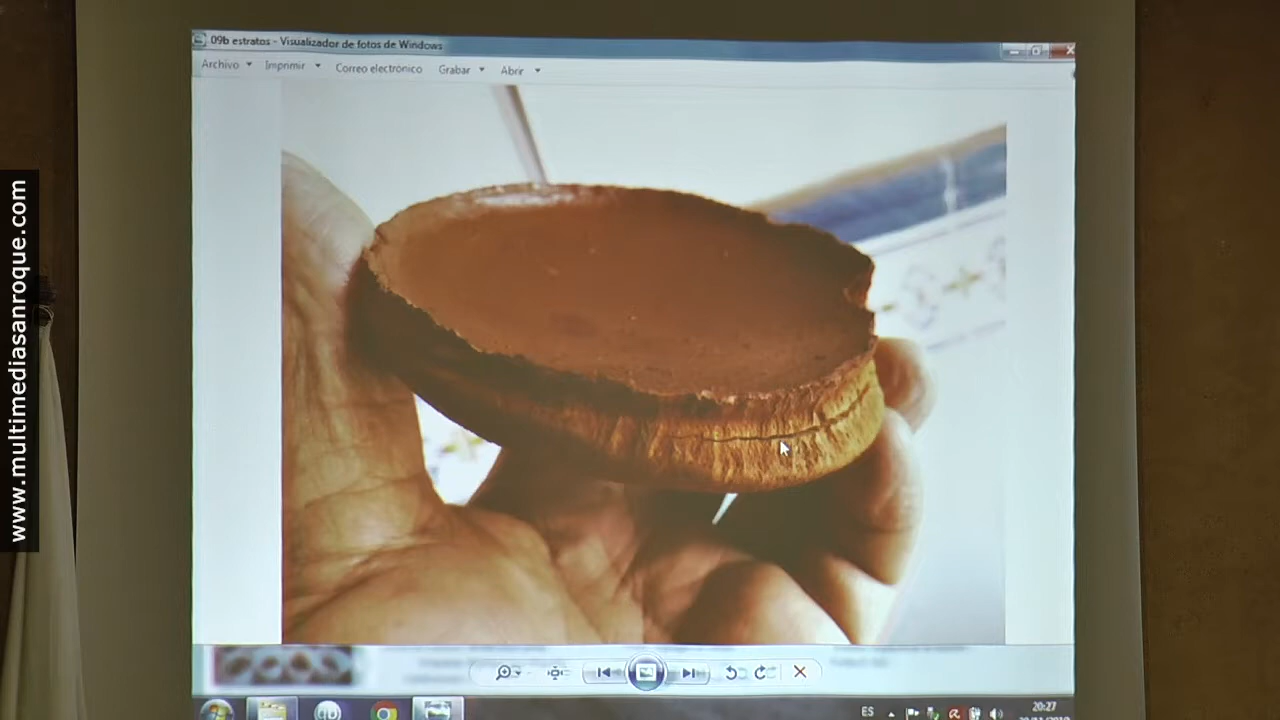 09b estratos - Visualizador de fotos de Windows
Archivo Imprimir Correo electrónico Grabar Abrir
www.multimediasanroque.com
ES 20:27